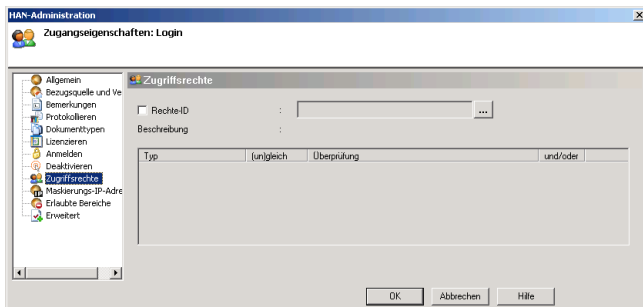 HAN-Administration
Zugangseigenschaften: Login
Allgemein
Bezugsquelle und Ve
Bemerkungen
Protokollieren
Dokumenttypen
Lizenzieren
Anmelden
Deaktivieren
Zugriffsrechte
Maskierungs-IP-Adre
Erlaubte Bereiche
Erweitert
Zugriffsrechte
Rechte-ID :
...
Beschreibung :
Typ (un)gleich Überprüfung und/oder
OK Abbrechen Hilfe